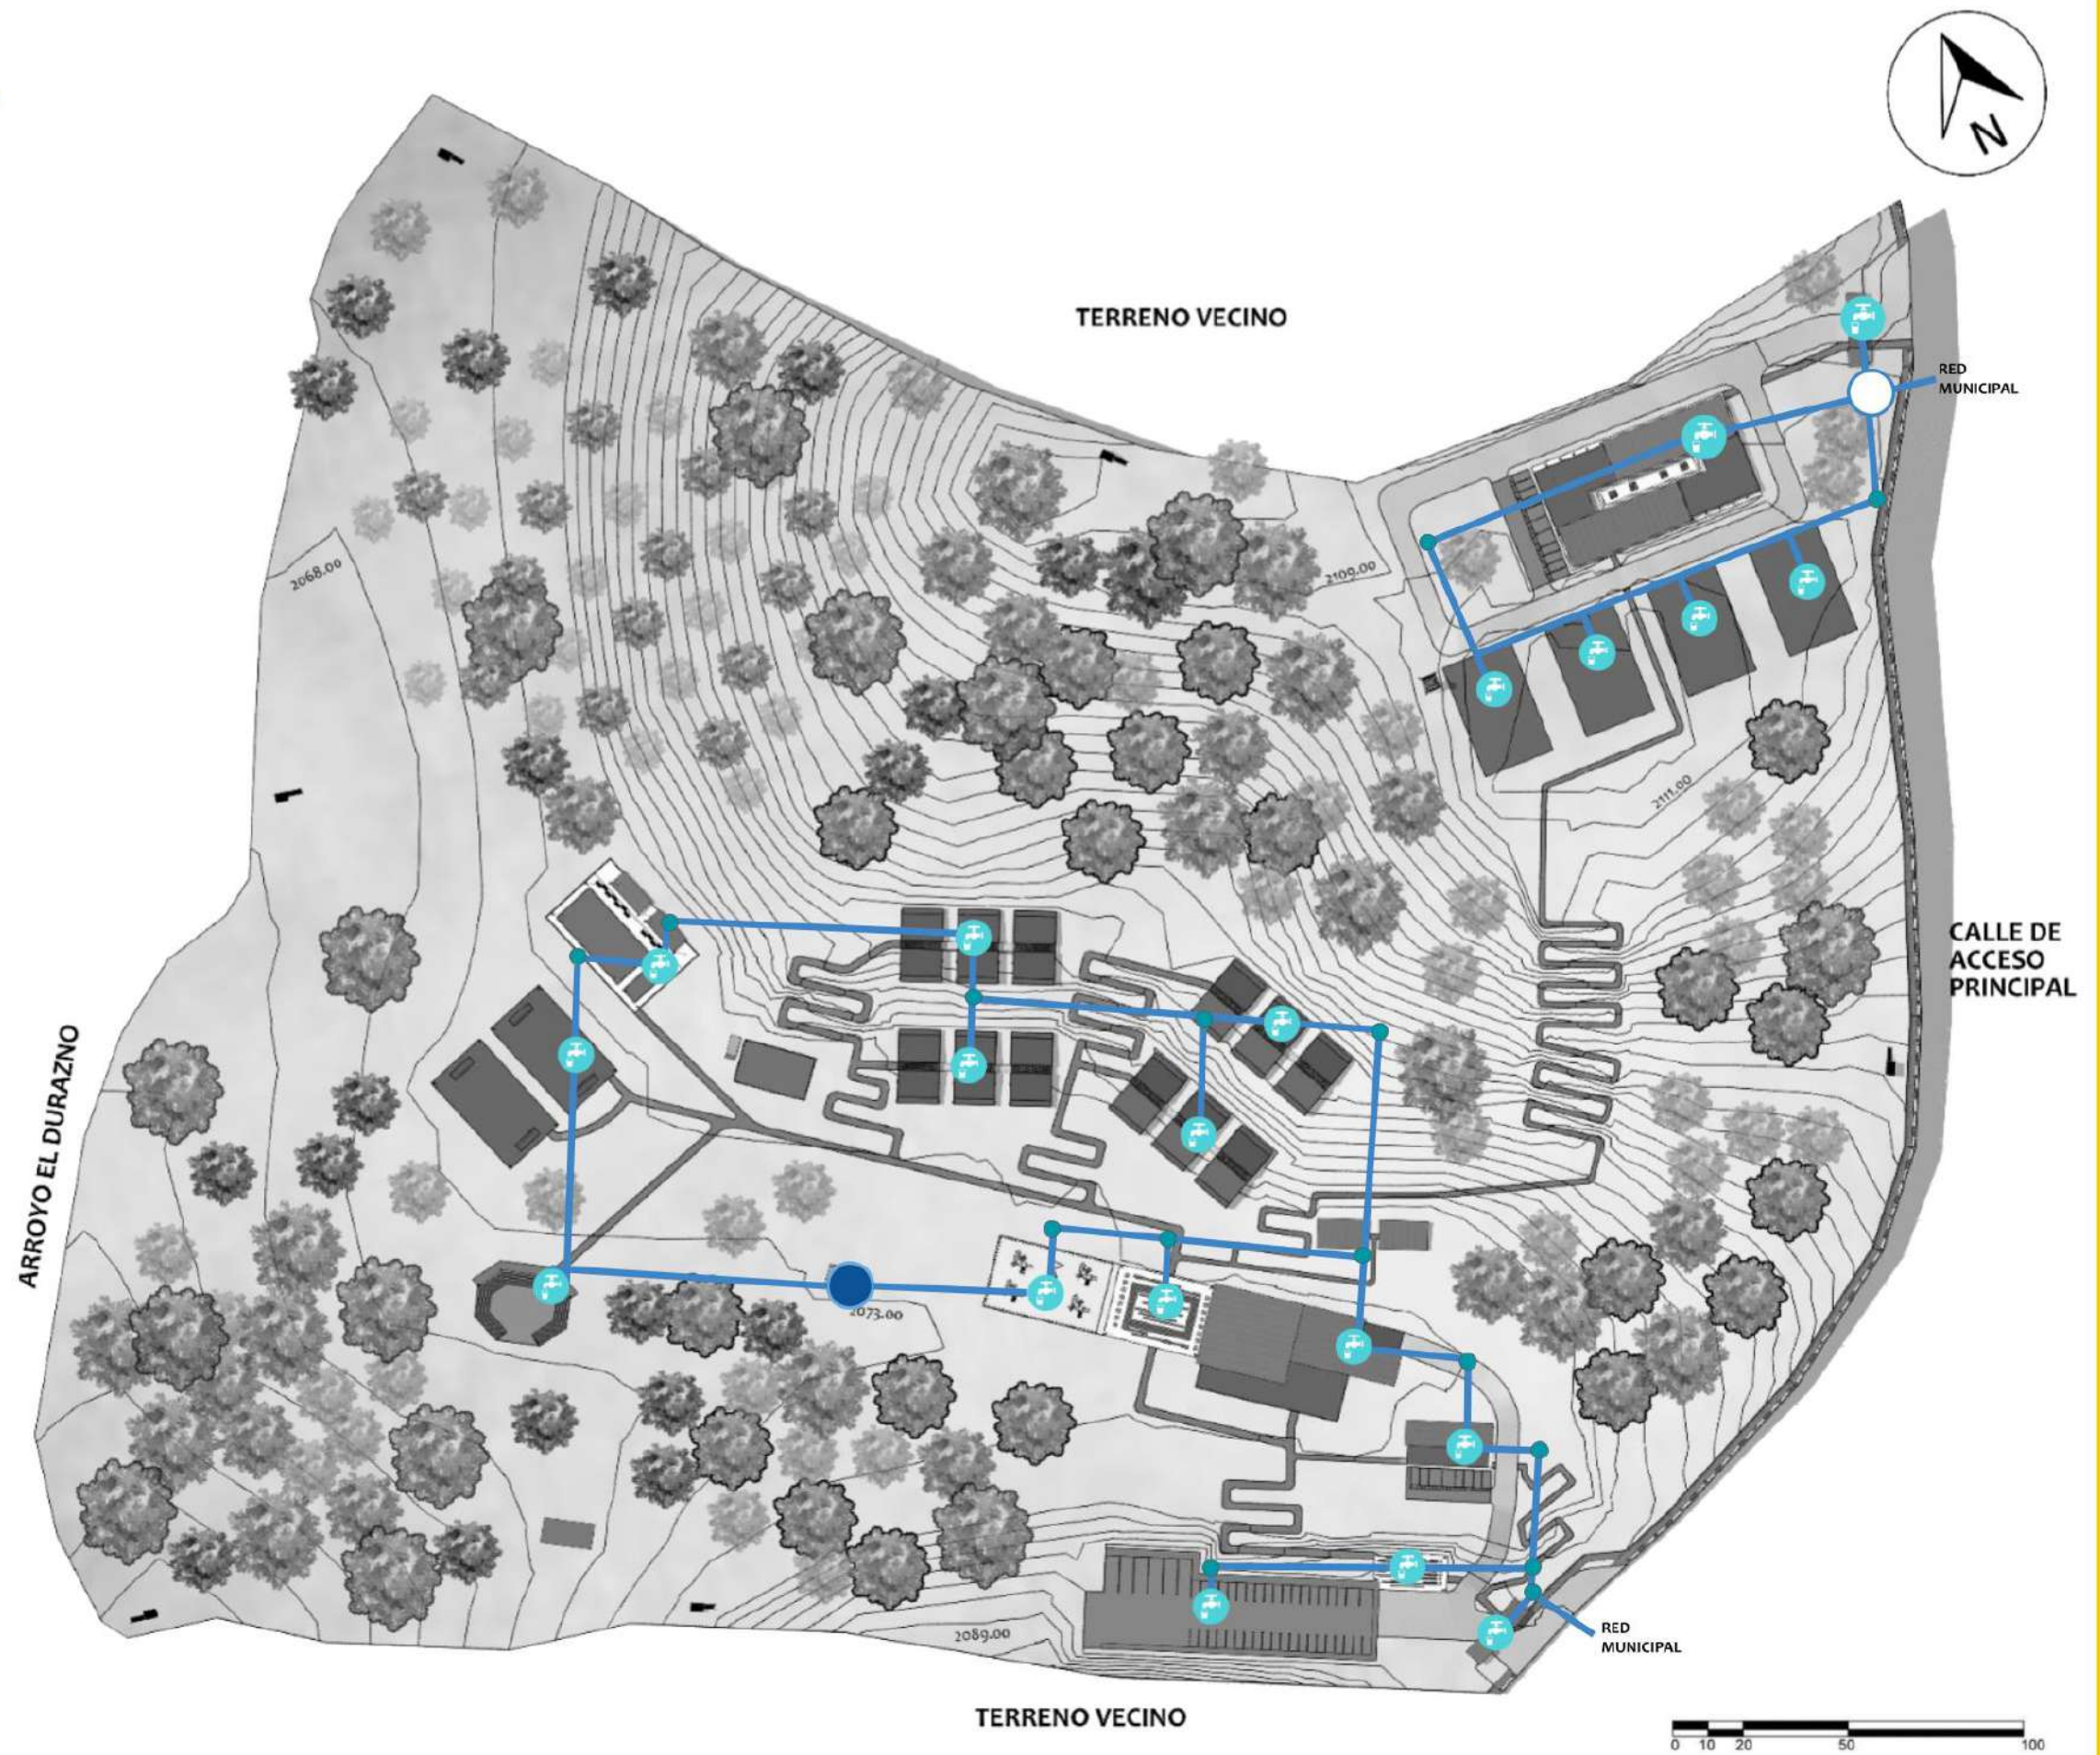 N
TERRENO VECINO
RED
MUNICIPAL
2068.00
2109.00
2111.00
CALLE DE
ACCESO
PRINCIPAL
ARROYO EL DURAZNO
2073.00
2089.00
RED
MUNICIPAL
TERRENO VECINO
0 10 20 50 100